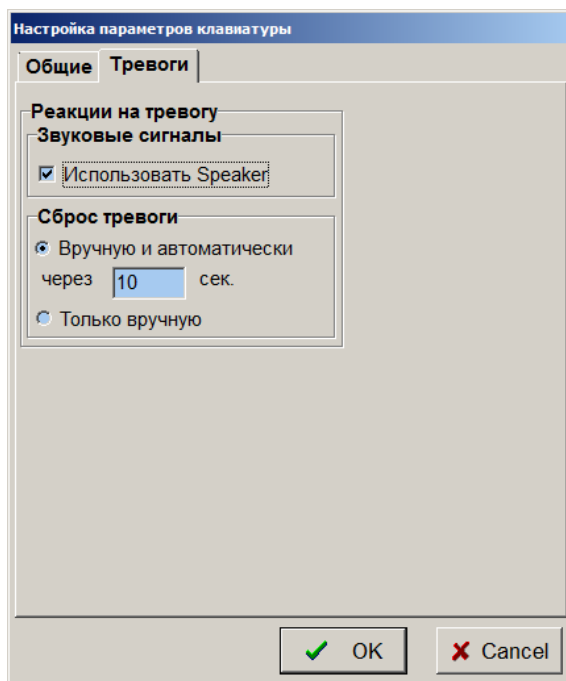 Настройка параметров клавиатуры
Общие Тревоги
Реакции на тревогу
Звуковые сигналы
Использовать Speaker
Сброс тревоги
Вручную и автоматически
через 10 сек.
Только вручную
OK Cancel